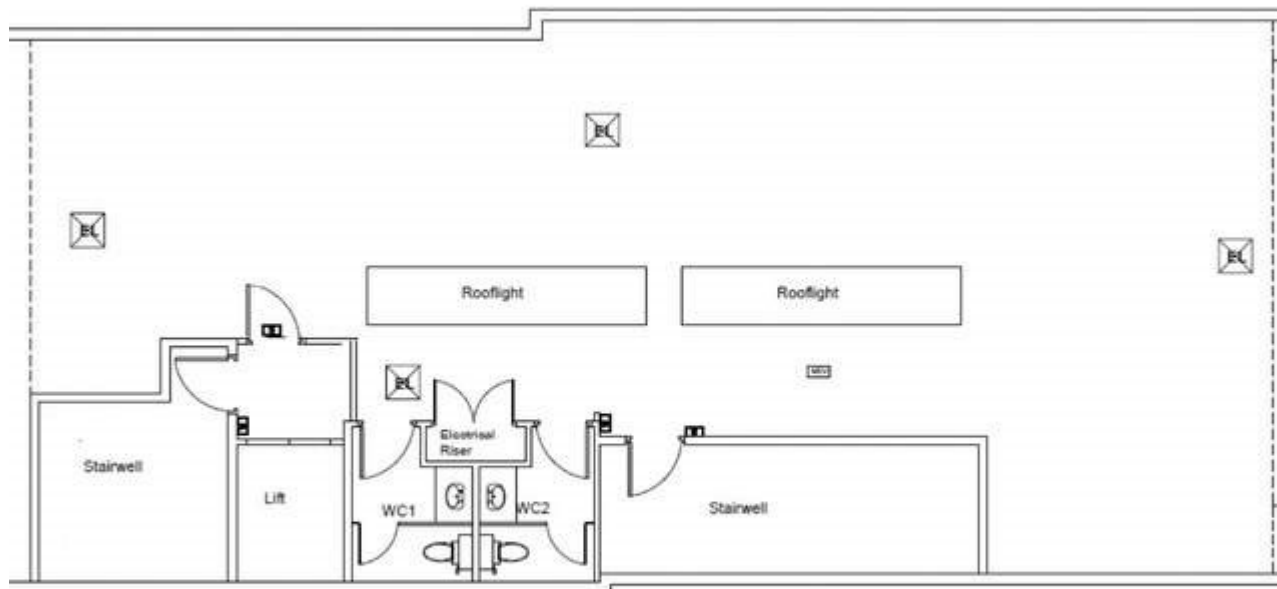 EL
EL
EL
Rooflight
Rooflight
EL
Electrical
Riser
Stairwell
Lift
WC1
WC2
Stairwell